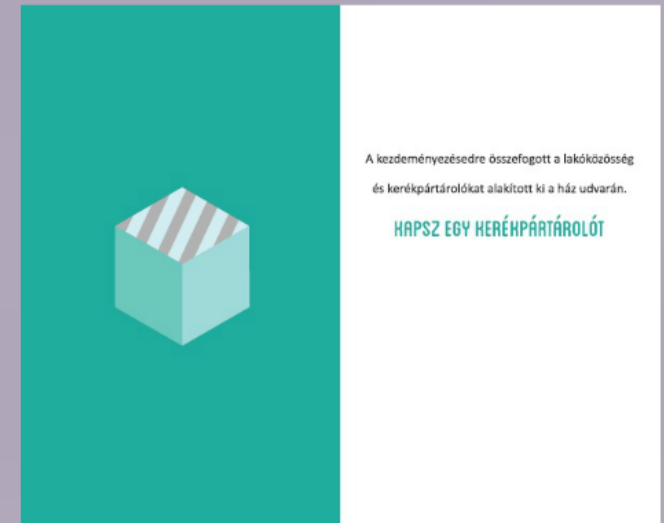 A kezdeményezésedre összefogott a lakóközösség
és kerékpártárolókat alakított ki a ház udvarán.
KAPSZ EGY KERÉKPÁRTÁROLÓT